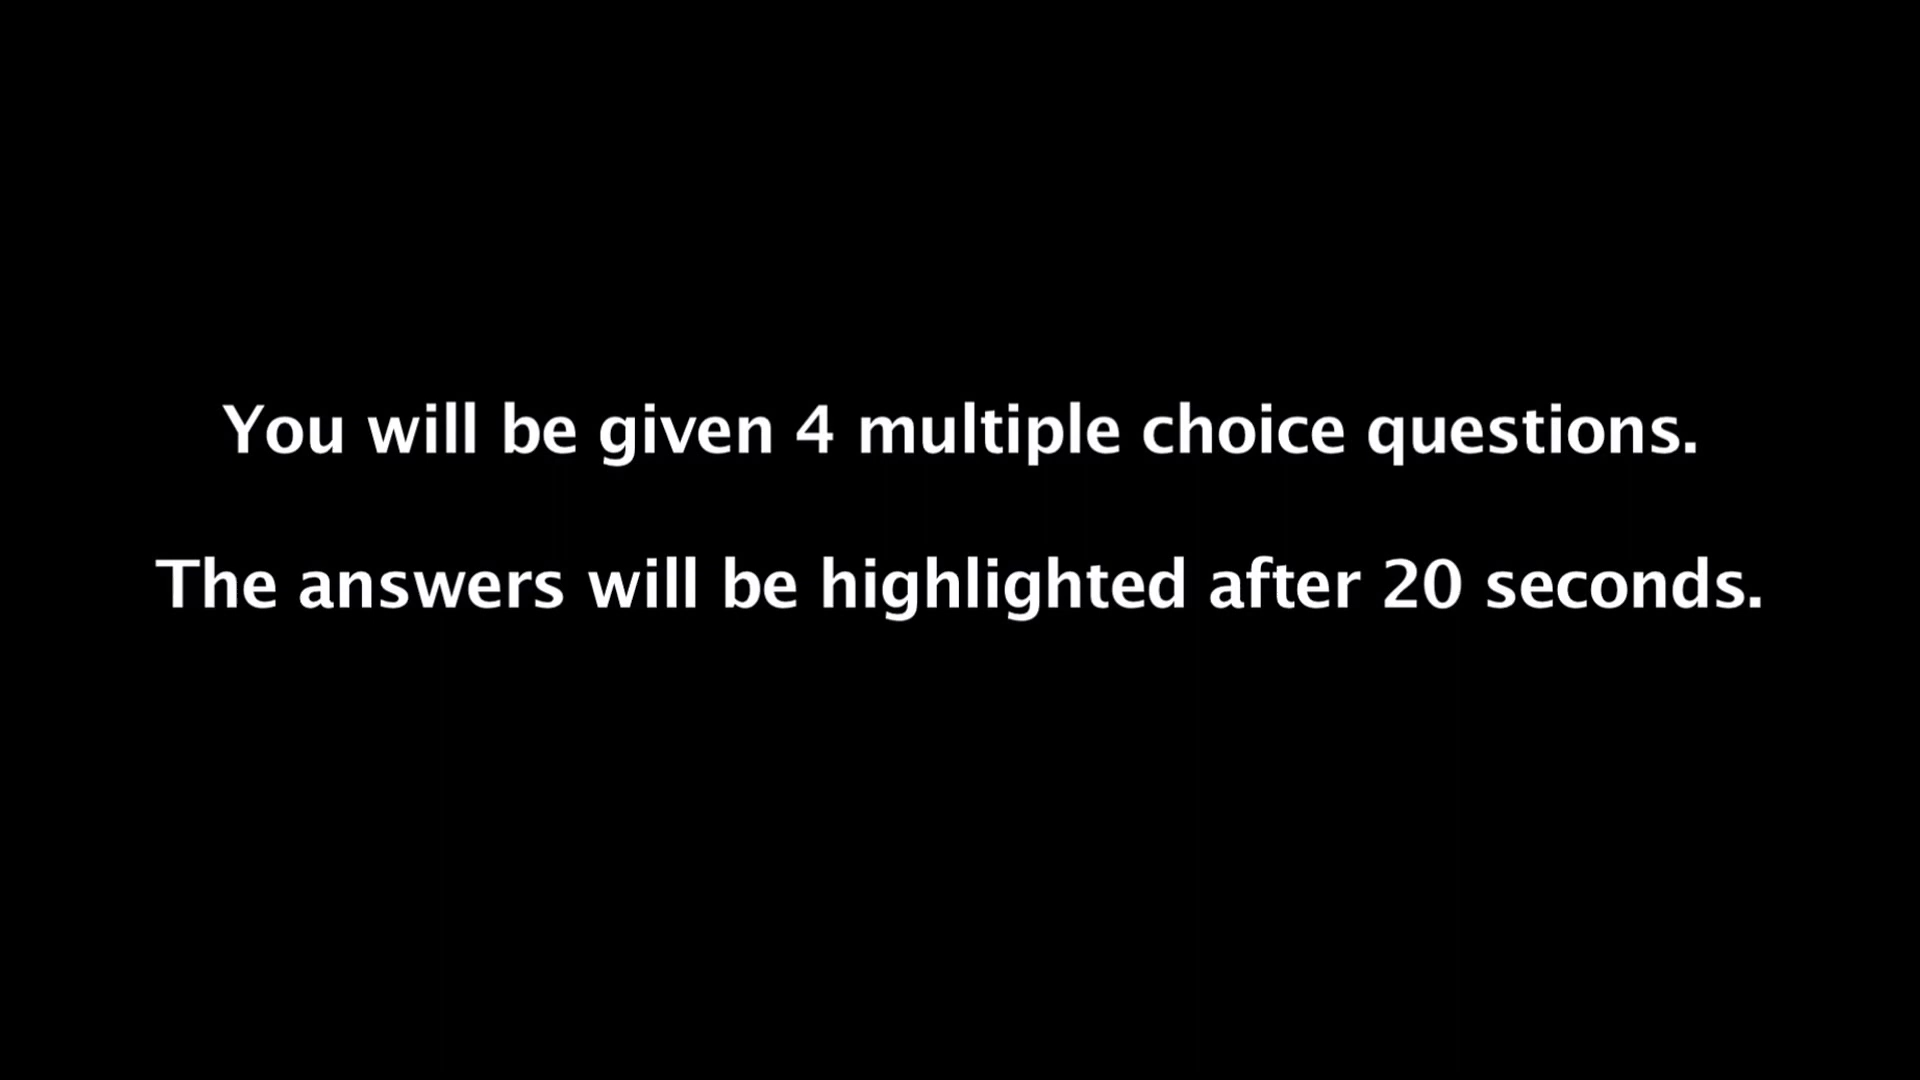 You will be given 4 multiple choice questions.
The answers will be highlighted after 20 seconds.